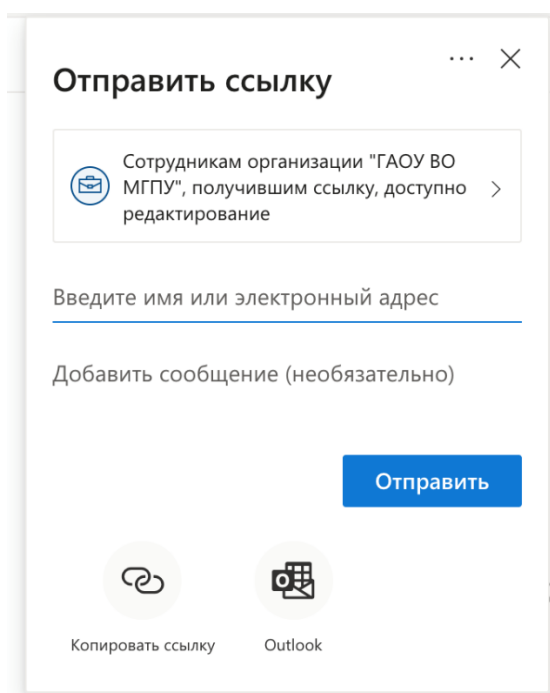 Отправить ссылку
Сотрудникам организации "ГАОУ ВО
МГПУ", получившим ссылку, доступно
редактирование
Введите имя или электронный адрес
Добавить сообщение (необязательно)
Отправить
Копировать ссылку
Outlook